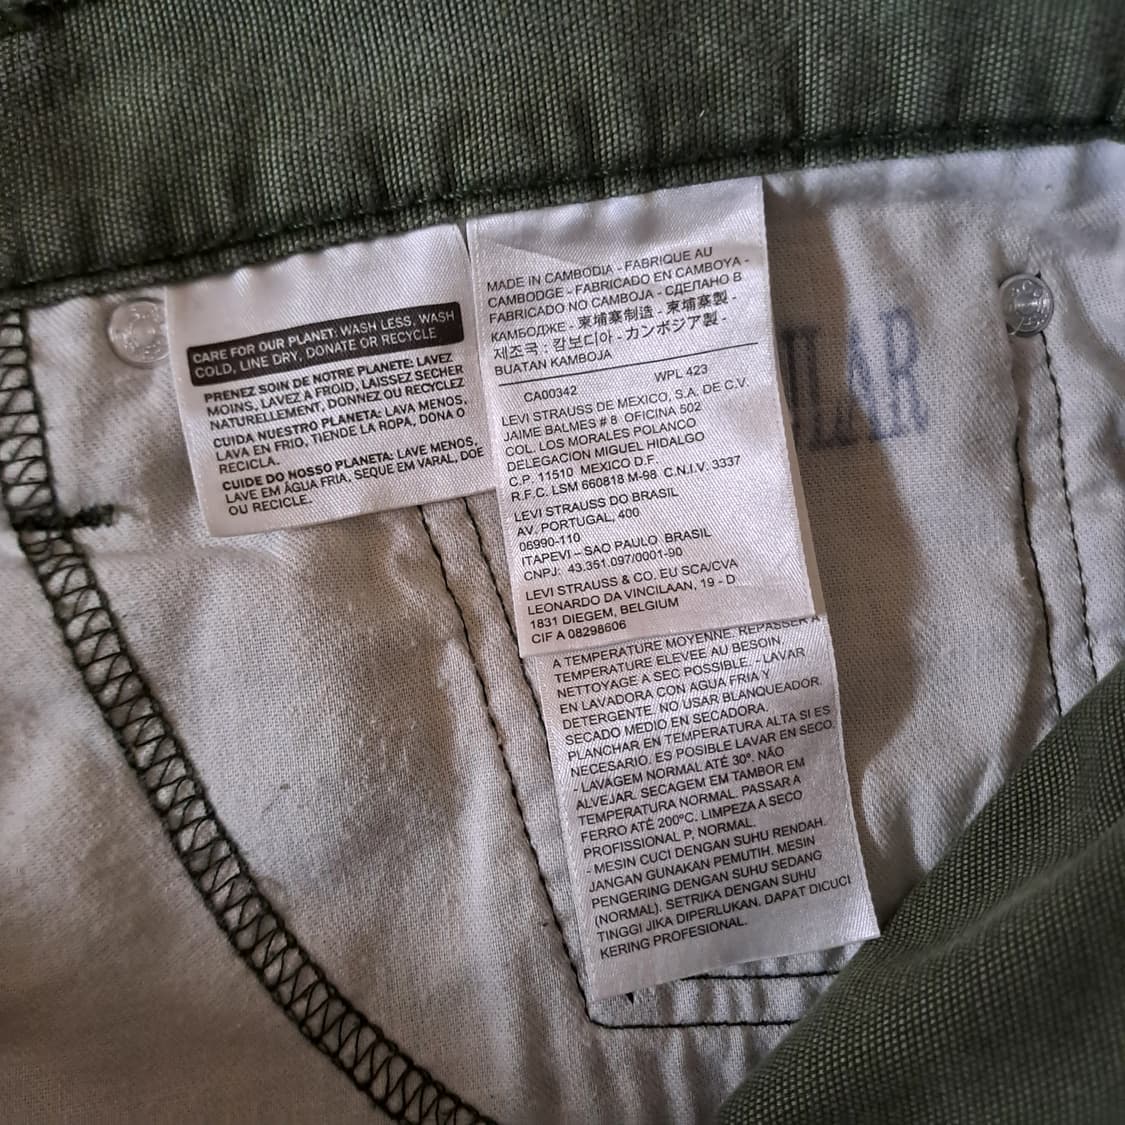 CARE FOR OUR PLANET: WASH LESS, WASH
COLD, LINE DRY, DONATE OR RECYCLE
PRENEZ SOIN DE NOTRE PLANETE: LAVEZ
MOINS, LAVEZ A FROID, LAISSEZ SECHER
NATURELLEMENT, DONNEZ OU RECYCLEZ
CUIDA NUESTRO PLANETA: LAVA MENOS,
LAVA EN FRIO, TIENDE LA ROPA, DONA O
RECICLA.
CUIDE DO NOSSO PLANETA: LAVE MENOS,
LAVE EM ÁGUA FRIA, SEQUE EM VARAL, DOE
OU RECICLE.
MADE IN CAMBODIA - FABRIQUE AU
CAMBODGE - FABRICADO EN CAMBOYA -
FABRICADO NO CAMBOJA - СДЕЛАНО В
КАМБОДЖЕ - 柬埔寨制造 - 柬埔寨製 -
제조국 : 캄보디아 - カンボジア製 -
BUATAN KAMBOJA
CA00342 WPL 423
LEVI STRAUSS DE MEXICO, S.A. DE C.V.
JAIME BALMES # 8 OFICINA 502
COL. LOS MORALES POLANCO
DELEGACION MIGUEL HIDALGO
C.P. 11510 MEXICO D.F.
R.F.C. LSM 660818 M-98 C.N.I.V. 3337
LEVI STRAUSS DO BRASIL
AV. PORTUGAL, 400
06990-110
ITAPEVI – SAO PAULO BRASIL
CNPJ: 43.351.097/0001-90
LEVI STRAUSS & CO. EU SCA/CVA
LEONARDO DA VINCILAAN, 19 - D
1831 DIEGEM, BELGIUM
CIF A 08298606
A TEMPERATURE MOYENNE. REPASSER A
TEMPERATURE ELEVEE AU BESOIN.
NETTOYAGE A SEC POSSIBLE. - LAVAR
EN LAVADORA CON AGUA FRIA Y
DETERGENTE. NO USAR BLANQUEADOR.
SECADO MEDIO EN SECADORA.
PLANCHAR EN TEMPERATURA ALTA SI ES
NECESARIO. ES POSIBLE LAVAR EN SECO.
- LAVAGEM NORMAL ATÉ 30º. NÃO
ALVEJAR. SECAGEM EM TAMBOR EM
TEMPERATURA NORMAL. PASSAR A
FERRO ATÉ 200ºC. LIMPEZA A SECO
PROFISSIONAL P, NORMAL.
- MESIN CUCI DENGAN SUHU RENDAH.
JANGAN GUNAKAN PEMUTIH. MESIN
PENGERING DENGAN SUHU SEDANG
(NORMAL). SETRIKA DENGAN SUHU
TINGGI JIKA DIPERLUKAN. DAPAT DICUCI
KERING PROFESIONAL.